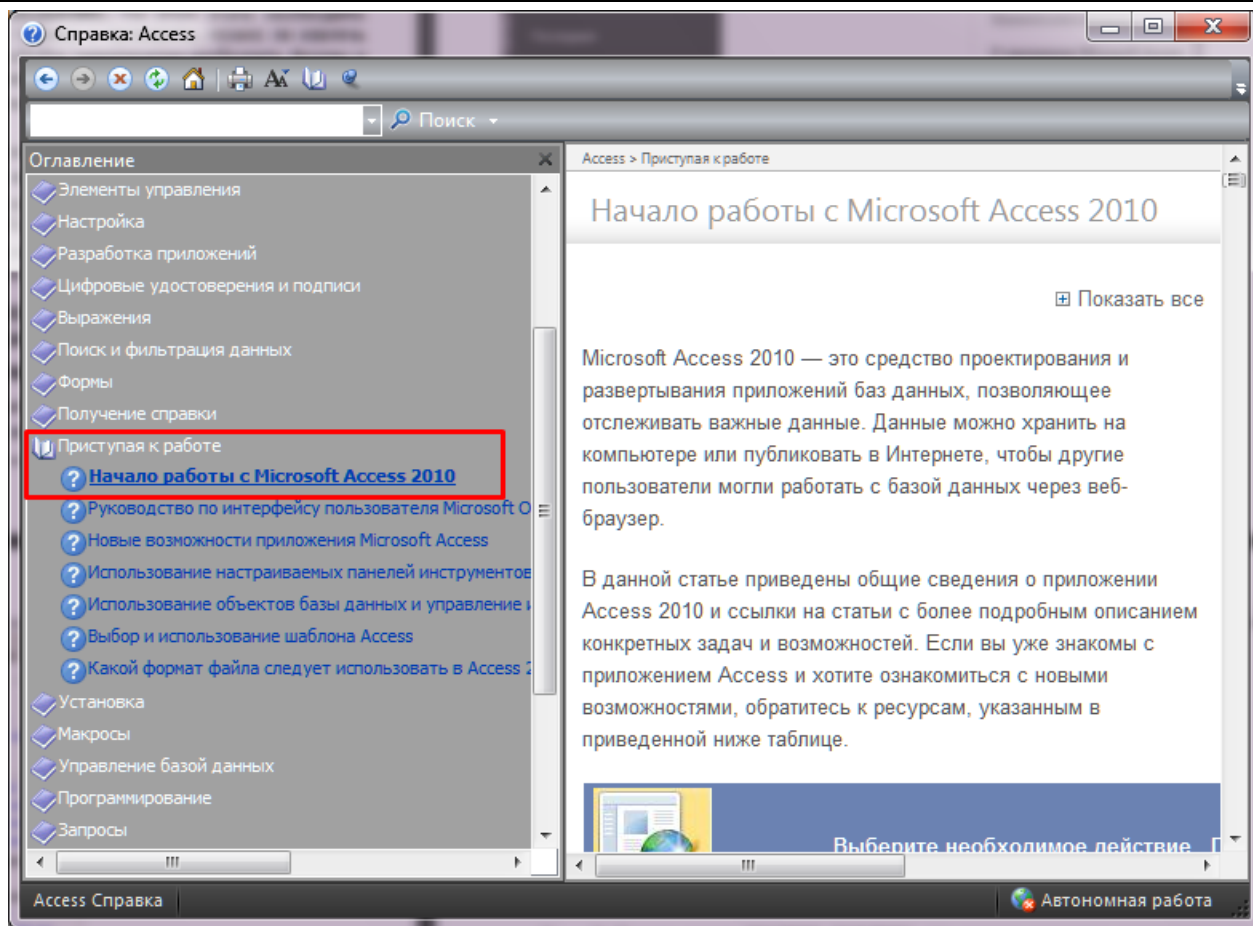 Справка: Access
Поиск
Оглавление
Элементы управления
Настройка
Разработка приложений
Цифровые удостоверения и подписи
Выражения
Поиск и фильтрация данных
Формы
Получение справки
Приступая к работе
Начало работы с Microsoft Access 2010
Руководство по интерфейсу пользователя Microsoft O
Новые возможности приложения Microsoft Access
Использование настраиваемых панелей инструментов
Использование объектов базы данных и управление и
Выбор и использование шаблона Access
Какой формат файла следует использовать в Access 2
Установка
Макросы
Управление базой данных
Программирование
Запросы
Access > Приступая к работе
Начало работы с Microsoft Access 2010
Показать все
Microsoft Access 2010 — это средство проектирования и
развертывания приложений баз данных, позволяющее
отслеживать важные данные. Данные можно хранить на
компьютере или публиковать в Интернете, чтобы другие
пользователи могли работать с базой данных через веб-
браузер.
В данной статье приведены общие сведения о приложении
Access 2010 и ссылки на статьи с более подробным описанием
конкретных задач и возможностей. Если вы уже знакомы с
приложением Access и хотите ознакомиться с новыми
возможностями, обратитесь к ресурсам, указанным в
приведенной ниже таблице.
Выберите необходимое действие
Access Справка
Автономная работа